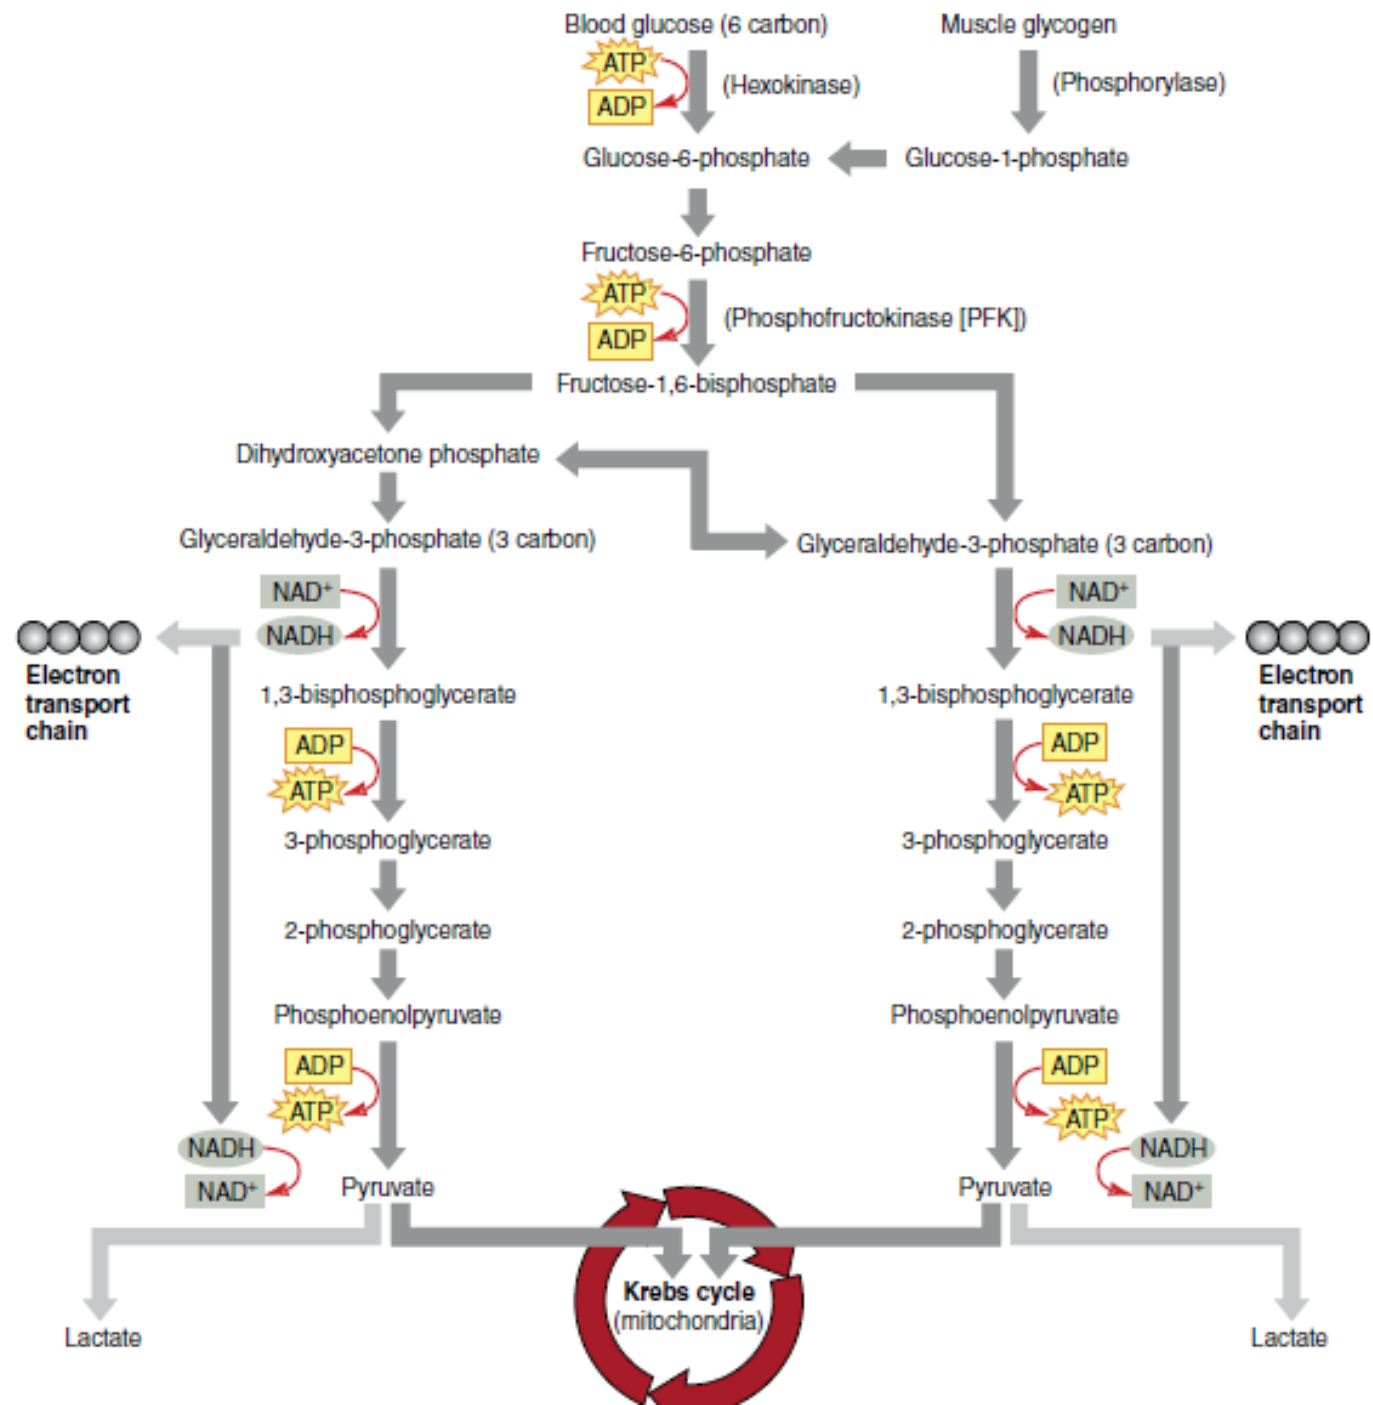 Blood glucose (6 carbon)
Muscle glycogen
ATP
ADP
(Hexokinase)
(Phosphorylase)
Glucose-6-phosphate
Glucose-1-phosphate
Fructose-6-phosphate
ATP
ADP
(Phosphofructokinase [PFK])
Fructose-1,6-bisphosphate
Dihydroxyacetone phosphate
Glyceraldehyde-3-phosphate (3 carbon)
Glyceraldehyde-3-phosphate (3 carbon)
NAD+
NADH
NAD+
NADH
Electron
transport
chain
Electron
transport
chain
1,3-bisphosphoglycerate
1,3-bisphosphoglycerate
ADP
ATP
ADP
ATP
3-phosphoglycerate
3-phosphoglycerate
2-phosphoglycerate
2-phosphoglycerate
Phosphoenolpyruvate
Phosphoenolpyruvate
ADP
ATP
ADP
ATP
NADH
NAD+
NADH
NAD+
Pyruvate
Pyruvate
Krebs cycle
(mitochondria)
Lactate
Lactate